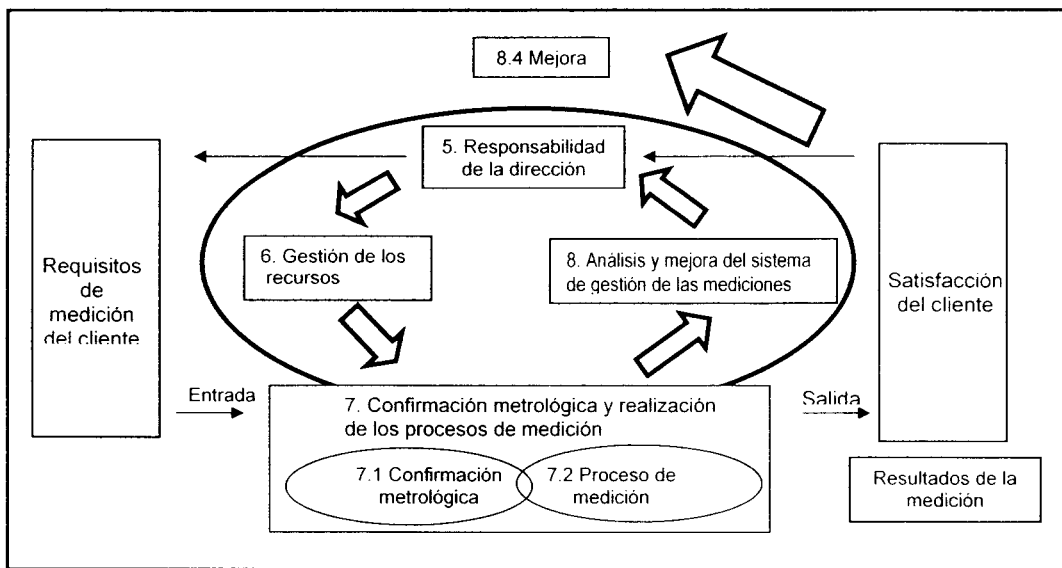 8.4 Mejora
5. Responsabilidad
de la dirección
6. Gestión de los
recursos
8. Análisis y mejora del sistema
de gestión de las mediciones
Requisitos
de
medición
del cliente
Satisfacción
del cliente
Entrada
7. Confirmación metrológica y realización
de los procesos de medición
Salida
7.1 Confirmación
metrológica
7.2 Proceso de
medición
Resultados de la
medición